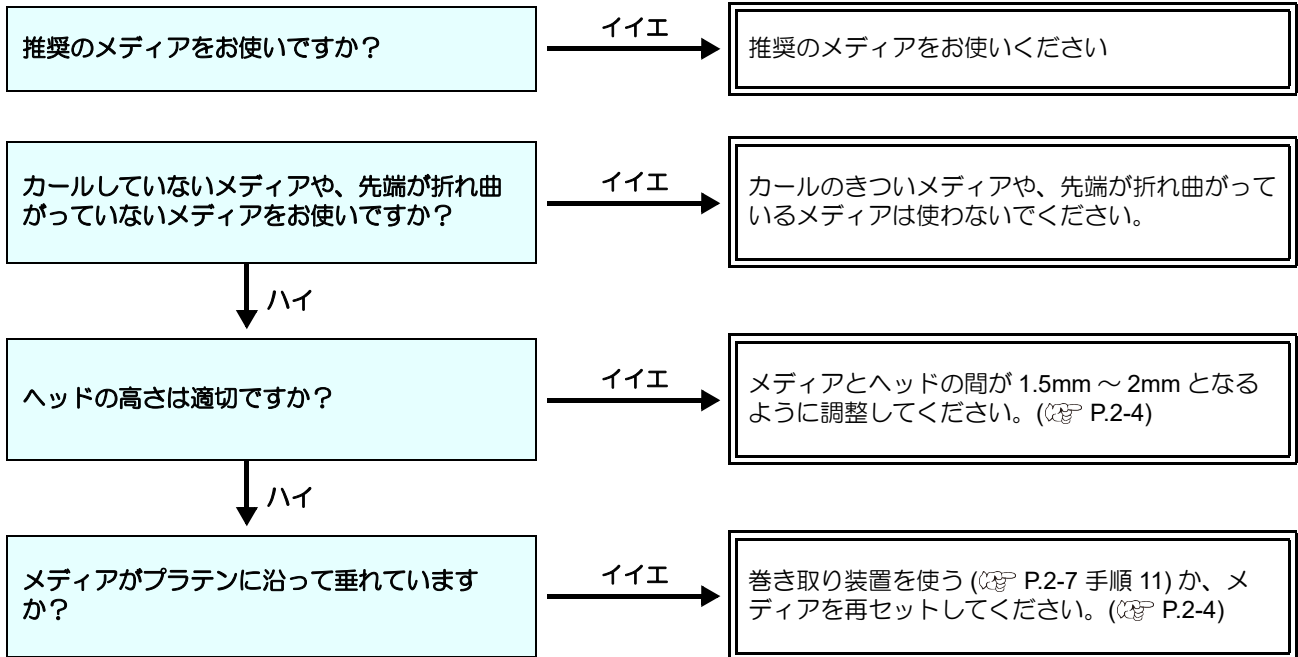 推奨のメディアをお使いですか？
イイエ
推奨のメディアをお使いください
カールしていないメディアや、先端が折れ曲
がっていないメディアをお使いですか？
イイエ
カールのきついメディアや、先端が折れ曲がって
いるメディアは使わないでください。
ハイ
ヘッドの高さは適切ですか？
イイエ
メディアとヘッドの間が 1.5mm ～ 2mm となる
ように調整してください。(☞ P.2-4)
ハイ
メディアがプラテンに沿って垂れています
か？
イイエ
巻き取り装置を使う (☞ P.2-7 手順 11) か、メ
ディアを再セットしてください。(☞ P.2-4)